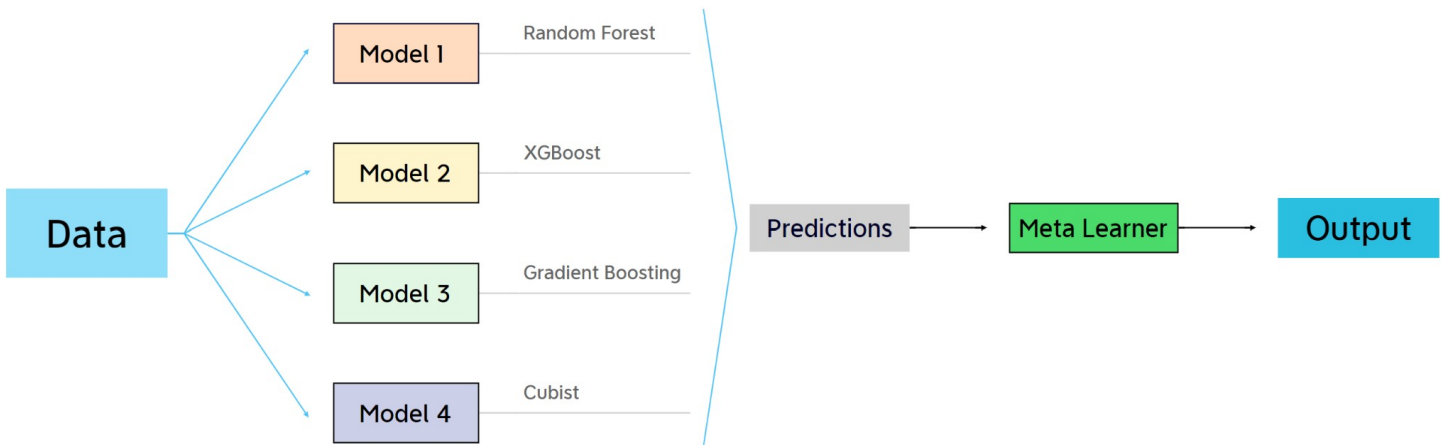 Data
Model 1
Random Forest
Model 2
XGBoost
Model 3
Gradient Boosting
Model 4
Cubist
Predictions
Meta Learner
Output